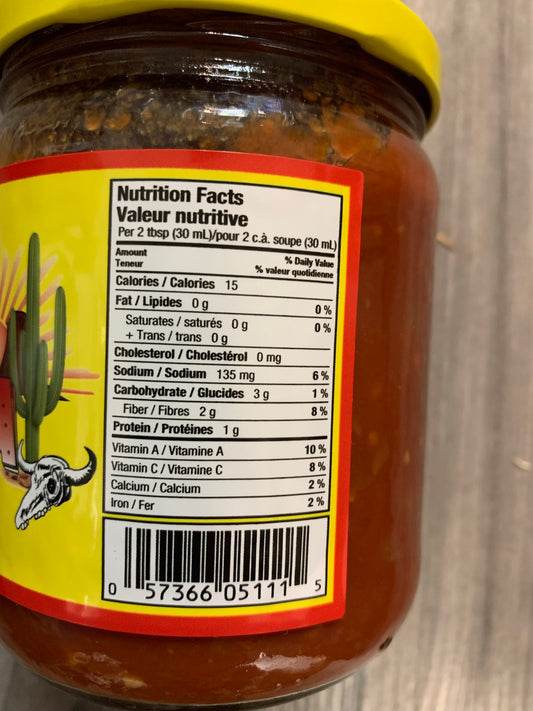 Nutrition Facts
Valeur nutritive
Per 2 tbsp (30 mL)/pour 2 c.à. soupe (30 mL)
Amount % Daily Value
Teneur % valeur quotidienne
Calories / Calories 15
Fat / Lipides 0 g 0 %
Saturates / saturés 0 g 0 %
+ Trans / trans 0 g
Cholesterol / Cholestérol 0 mg
Sodium / Sodium 135 mg 6 %
Carbohydrate / Glucides 3 g 1 %
Fiber / Fibres 2 g 8 %
Protein / Protéines 1 g
Vitamin A / Vitamine A 10 %
Vitamin C / Vitamine C 8 %
Calcium / Calcium 2 %
Iron / Fer 2 %
0 57366 05111 5